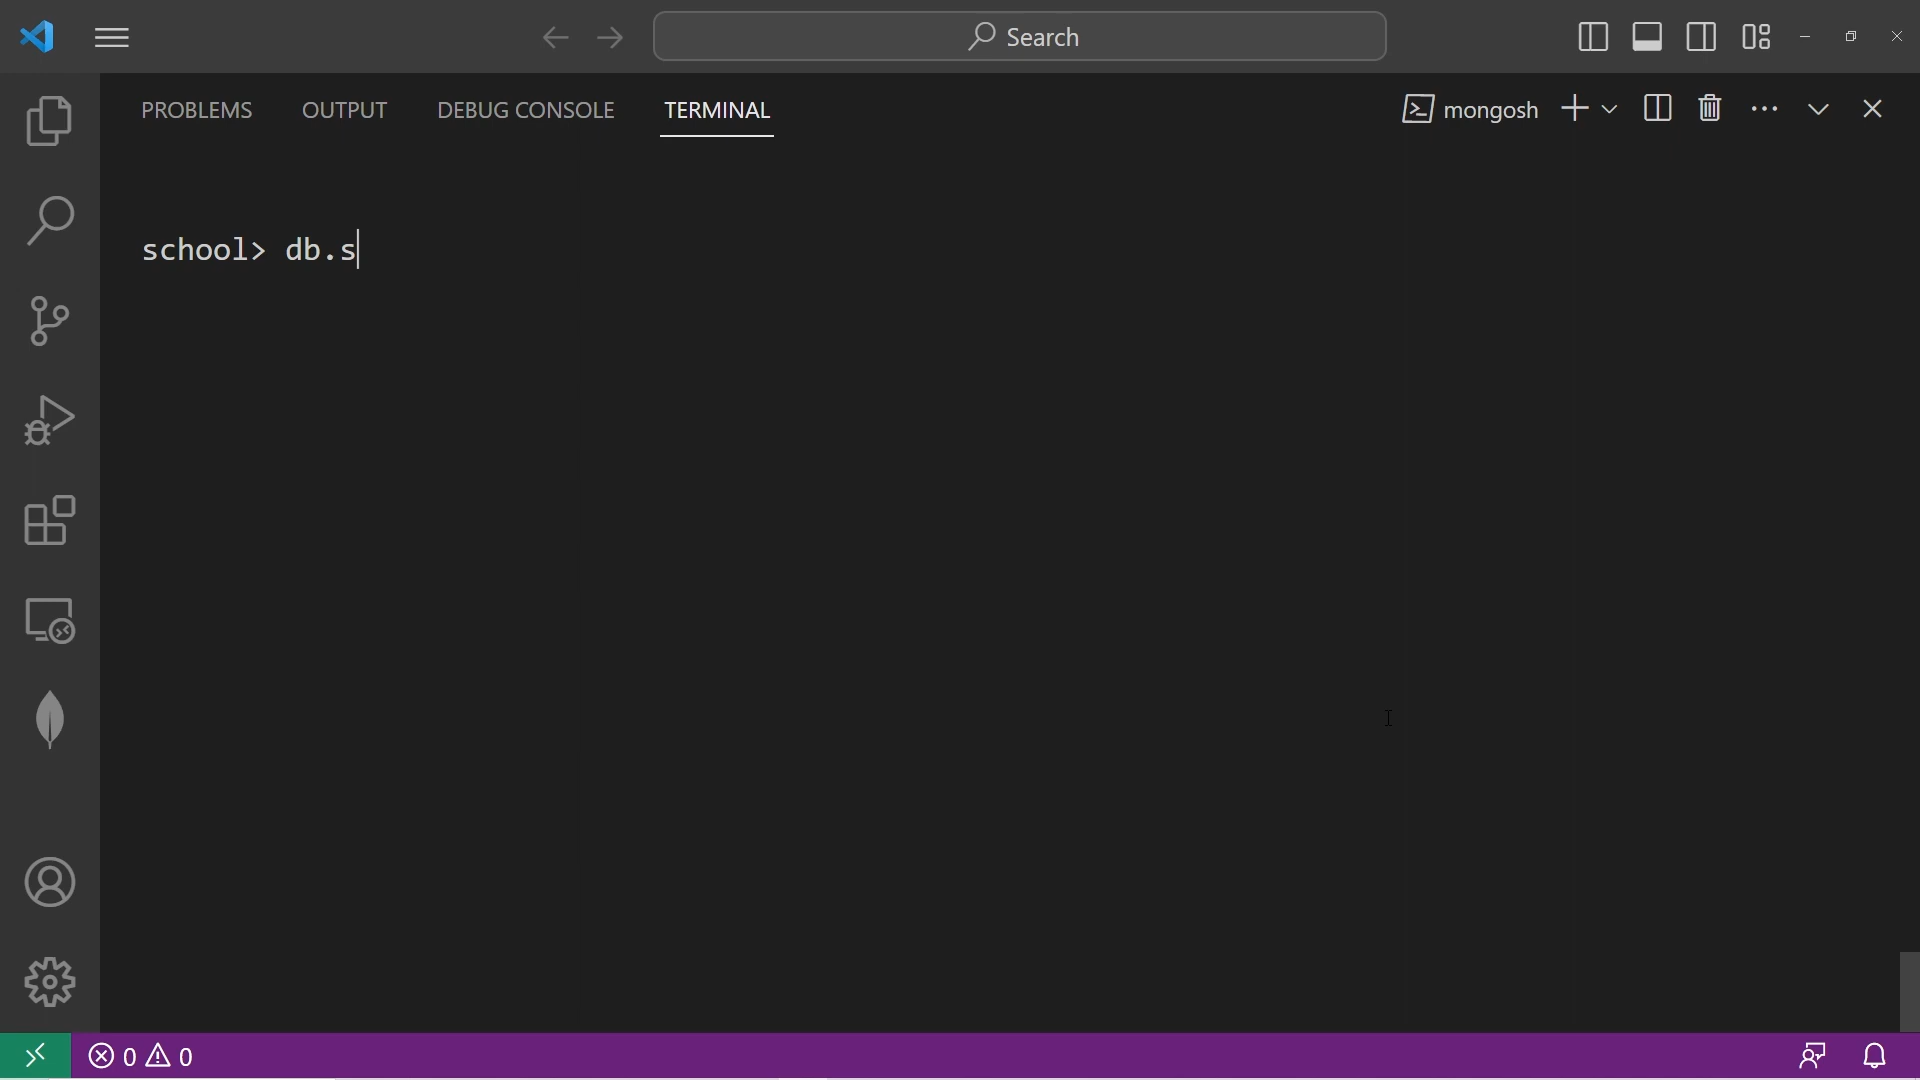 Search
PROBLEMS OUTPUT DEBUG CONSOLE TERMINAL mongosh
school> db.s
0 0